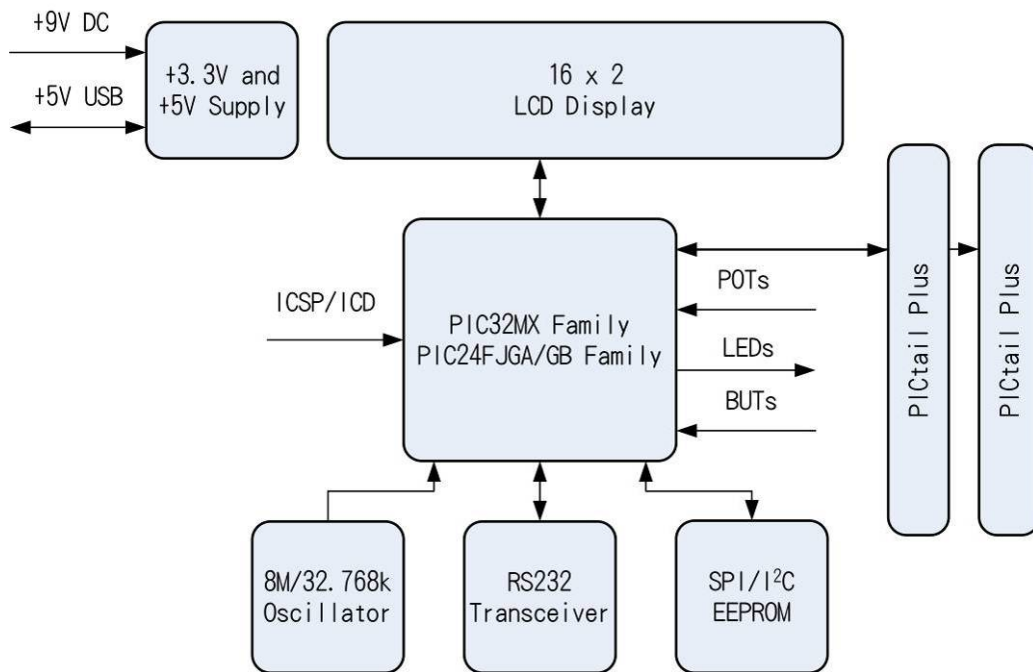 +9V DC
+5V USB
+3.3V and
+5V Supply
16 x 2
LCD Display
ICSP/ICD
PIC32MX Family
PIC24FJGA/GB Family
POTs
LEDs
BUTs
PICtail Plus
PICtail Plus
8M/32.768k
Oscillator
RS232
Transceiver
SPI/I²C
EEPROM